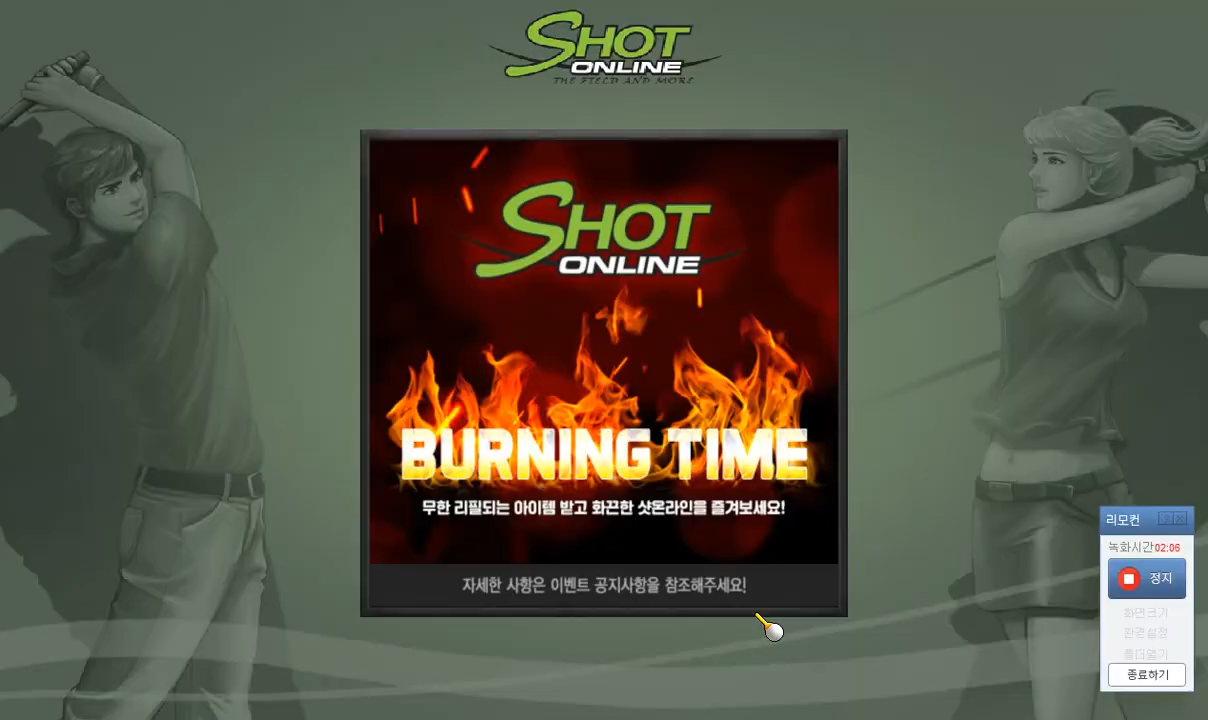 SHOT
ONLINE
THE FIELD AND MORE
SHOT
ONLINE
BURNING TIME
무한 리필되는 아이템 받고 화끈한 샷온라인을 즐겨보세요!
자세한 사항은 이벤트 공지사항을 참조해주세요!
리모컨
녹화시간 02:06
정지
화면크기
환경설정
폴더열기
종료하기